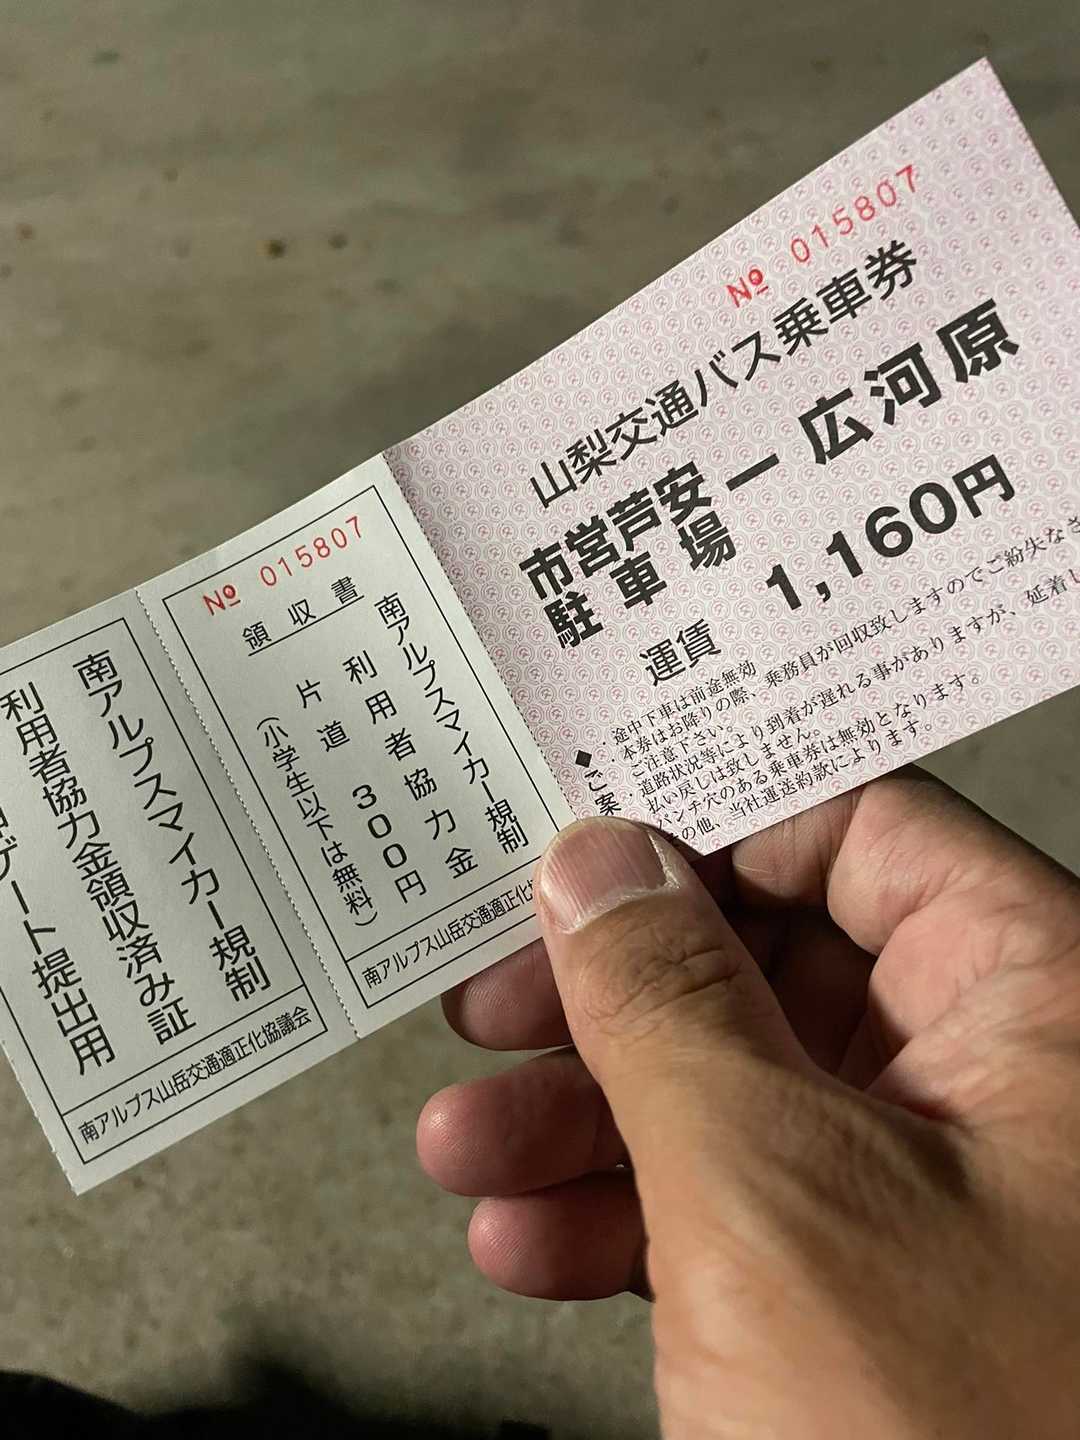 № 015807
山梨交通バス乗車券
市営芦安駐車場ー広河原
運賃 1,160円
◆ご案
・途中下車は前途無効
・本券はお降りの際、乗務員が回収致しますのでご紛失なさ
ご注意下さい。
道路状況等により到着が遅れる事がありますが、延着し
払い戻しは致しません。
パンチ穴のある乗車券は無効となります。
の他、当社運送約款によります。
№ 015807
領収書
南アルプスマイカー規制
利用者協力金
片道 300円
(小学生以下は無料)
南アルプス山岳交通適正化
南アルプスマイカー規制
利用者協力金領収済み証
ゲート提出用
南アルプス山岳交通適正化協議会